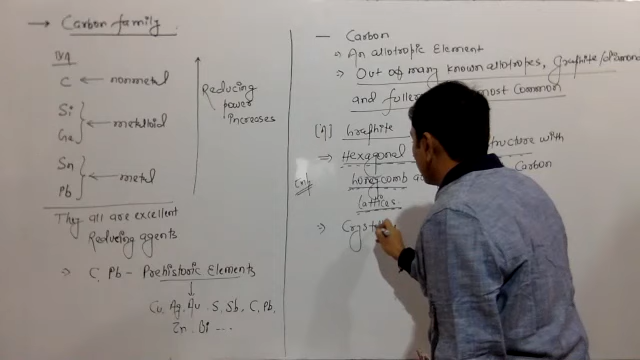 → Carbon family
IVA
C ← nonmetal
Si
Ge } ← metalloid
Sn
Pb } ← metal
Reducing
power
increases
They all are excellent
Reducing agents
⇒ C, Pb – Prehistoric Elements
↓
Cu, Ag, Au, S, Sb, C, Pb,
Zn, Bi ...
– Carbon
⇒ An allotropic Element
⇒ Out of many known allotropes, graphite/diamond
and most Common
Graphite
⇒ Hexagonal structure with
honeycomb Carbon
lattices
⇒